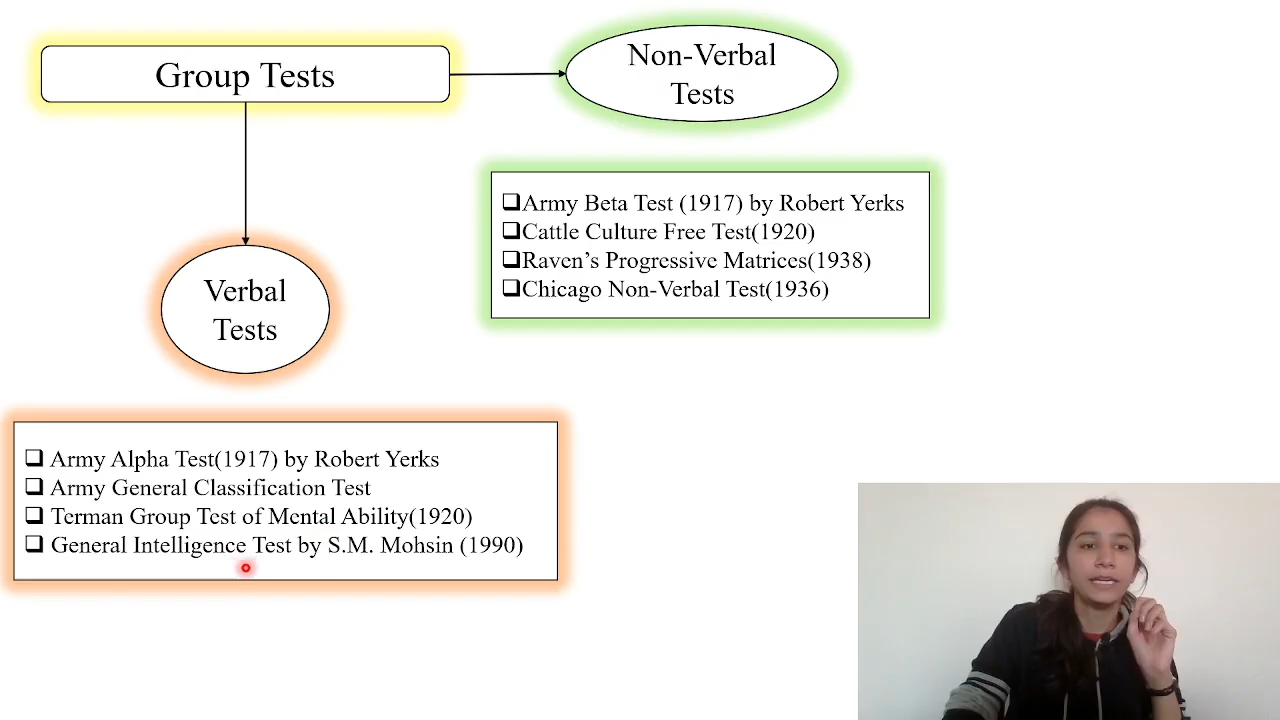 Group Tests
Non-Verbal
Tests
❑Army Beta Test (1917) by Robert Yerks
❑Cattle Culture Free Test(1920)
❑Raven’s Progressive Matrices(1938)
❑Chicago Non-Verbal Test(1936)
Verbal
Tests
❑ Army Alpha Test(1917) by Robert Yerks
❑ Army General Classification Test
❑ Terman Group Test of Mental Ability(1920)
❑ General Intelligence Test by S.M. Mohsin (1990)